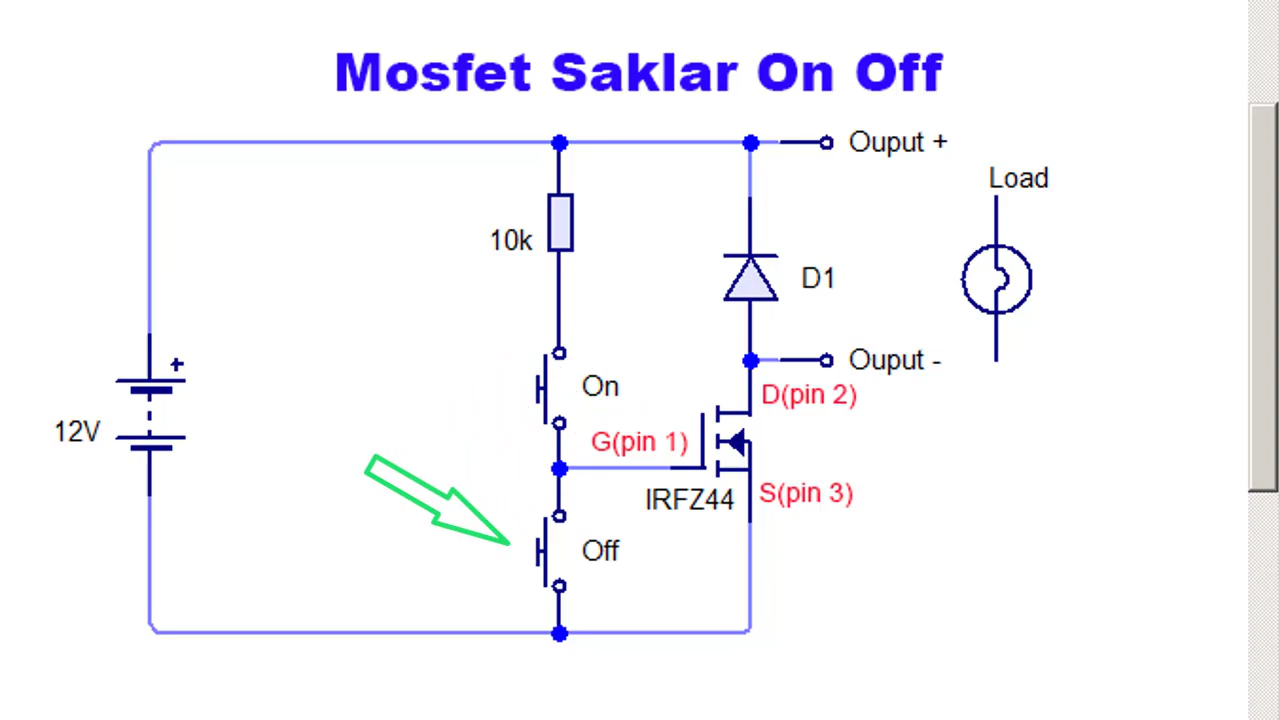 Mosfet Saklar On Off
Ouput +
Load
10k
D1
+
Ouput -
On
D(pin 2)
12V
G(pin 1)
IRFZ44
S(pin 3)
Off